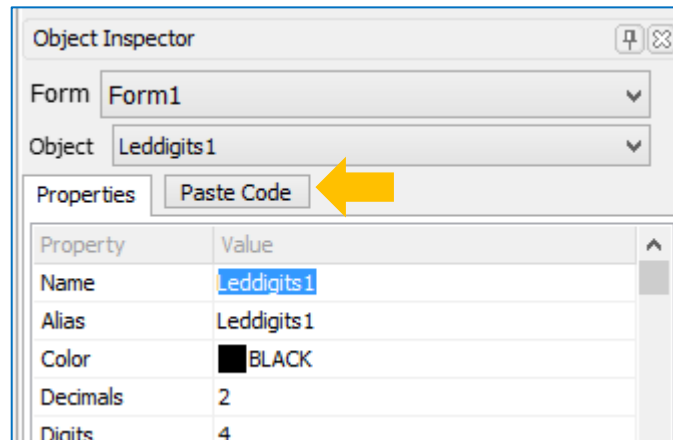 Object Inspector
Form Form1
Object Leddigits1
Properties Paste Code
Property Value
Name Leddigits1
Alias Leddigits1
Color BLACK
Decimals 2
Digits 4